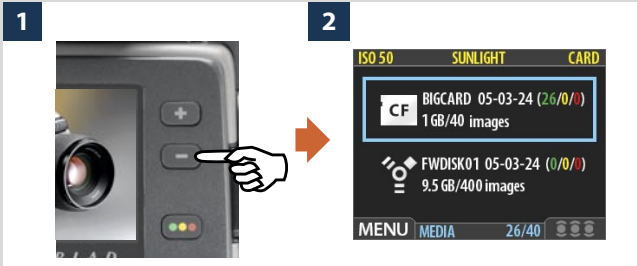 1
2
ISO 50 SUNLIGHT CARD
CF
BIGCARD 05-03-24 (26/0/0)
1 GB/40 images
FWDISK01 05-03-24 (0/0/0)
9.5 GB/400 images
MENU MEDIA 26/40